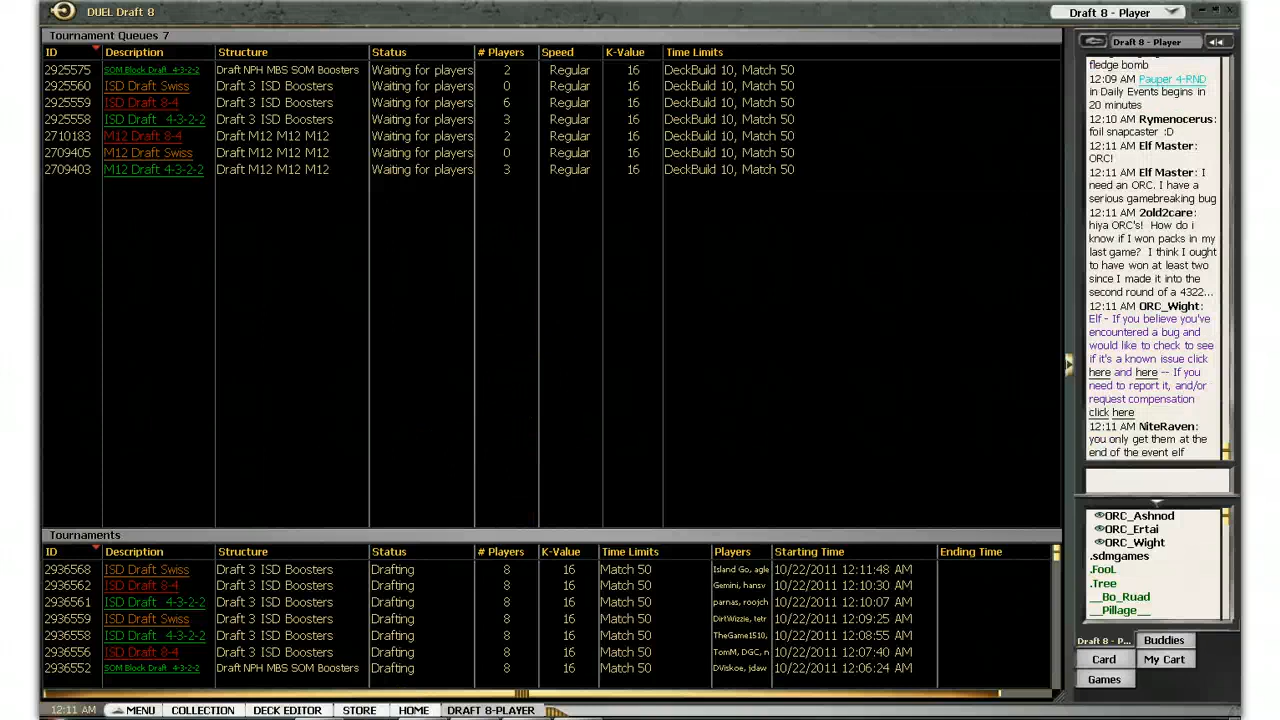 DUEL Draft 8
Draft 8 - Player
Tournament Queues 7
ID Description Structure Status # Players Speed K-Value Time Limits
2925575 SOM Block Draft 4-3-2-2 Draft NPH MBS SOM Boosters Waiting for players 2 Regular 16 DeckBuild 10, Match 50
2925560 ISD Draft Swiss Draft 3 ISD Boosters Waiting for players 0 Regular 16 DeckBuild 10, Match 50
2925559 ISD Draft 8-4 Draft 3 ISD Boosters Waiting for players 6 Regular 16 DeckBuild 10, Match 50
2925558 ISD Draft 4-3-2-2 Draft 3 ISD Boosters Waiting for players 3 Regular 16 DeckBuild 10, Match 50
2710183 M12 Draft 8-4 Draft M12 M12 M12 Waiting for players 2 Regular 16 DeckBuild 10, Match 50
2709405 M12 Draft Swiss Draft M12 M12 M12 Waiting for players 0 Regular 16 DeckBuild 10, Match 50
2709403 M12 Draft 4-3-2-2 Draft M12 M12 M12 Waiting for players 3 Regular 16 DeckBuild 10, Match 50
Tournaments
ID Description Structure Status # Players K-Value Time Limits Players Starting Time Ending Time
2936568 ISD Draft Swiss Draft 3 ISD Boosters Drafting 8 16 Match 50 Island Go, agle 10/22/2011 12:11:48 AM
2936562 ISD Draft 8-4 Draft 3 ISD Boosters Drafting 8 16 Match 50 Gemini, hansv 10/22/2011 12:10:30 AM
2936561 ISD Draft 4-3-2-2 Draft 3 ISD Boosters Drafting 8 16 Match 50 parnas, roojch 10/22/2011 12:10:07 AM
2936559 ISD Draft Swiss Draft 3 ISD Boosters Drafting 8 16 Match 50 DirtWizzie, tetr 10/22/2011 12:09:25 AM
2936558 ISD Draft 4-3-2-2 Draft 3 ISD Boosters Drafting 8 16 Match 50 TheGame1510, 10/22/2011 12:08:55 AM
2936556 ISD Draft 8-4 Draft 3 ISD Boosters Drafting 8 16 Match 50 TomM, DGC, n 10/22/2011 12:07:40 AM
2936552 SOM Block Draft 4-3-2-2 Draft NPH MBS SOM Boosters Drafting 8 16 Match 50 DViskoe, jdaw 10/22/2011 12:06:24 AM
Draft 8 - Player
fledge bomb
12:09 AM Pauper 4-RND
in Daily Events begins in
20 minutes
12:10 AM Rymenocerus:
foil snapcaster :D
12:11 AM Elf Master:
ORC!
12:11 AM Elf Master: I
need an ORC. I have a
serious gamebreaking bug
12:11 AM 2old2care:
hiya ORC's! How do i
know if I won packs in my
last game? I think I ought
to have won at least two
since I made it into the
second round of a 4322...
12:11 AM ORC_Wight:
Elf - If you believe you've
encountered a bug and
would like to check to see
if it's a known issue click
here and here -- If you
need to report it, and/or
request compensation
click here
12:11 AM NiteRaven:
you only get them at the
end of the event elf
ORC_Ashnod
ORC_Ertai
ORC_Wight
.sdmgames
.FooL
.Tree
__Bo_Ruad
__Pillage__
Draft 8 - P... Buddies
Card My Cart
Games
12:11 AM MENU COLLECTION DECK EDITOR STORE HOME DRAFT 8-PLAYER